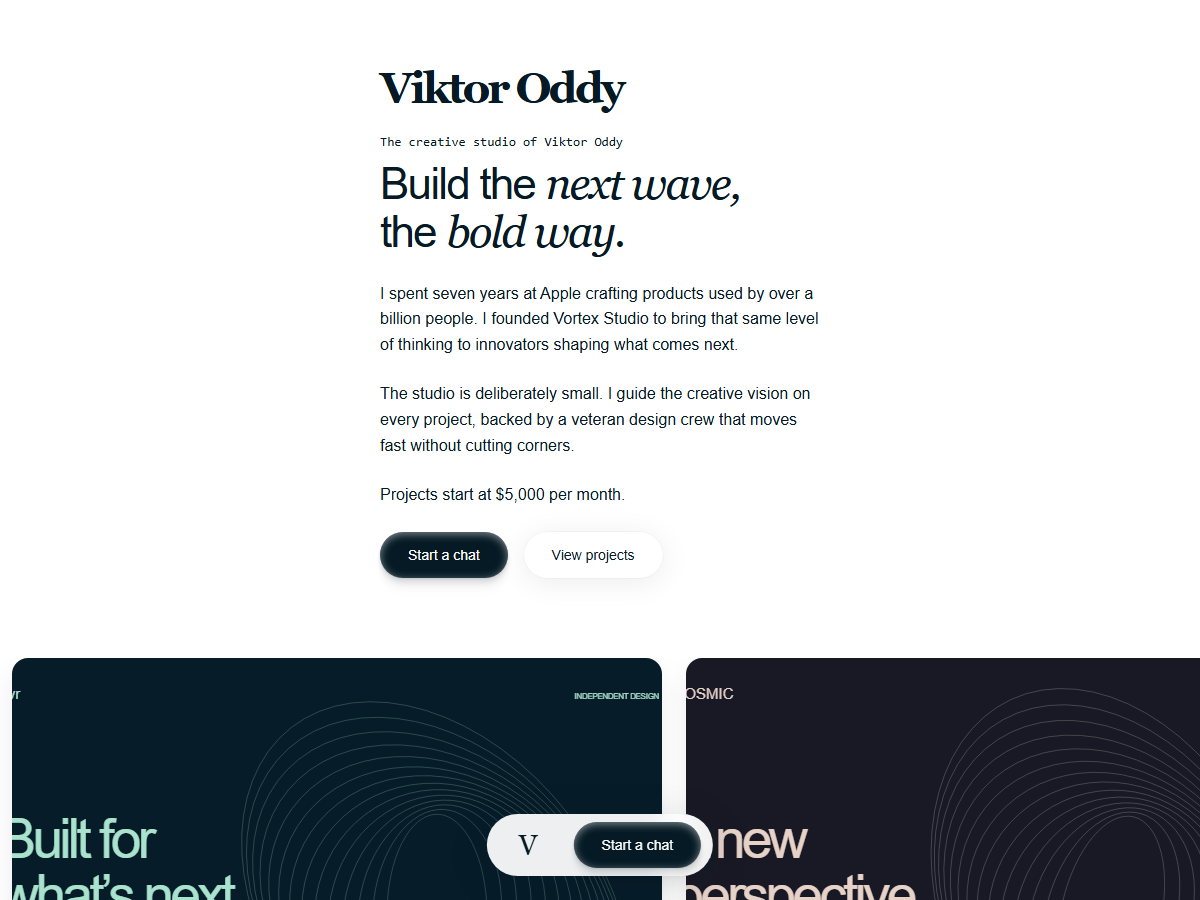 Viktor Oddy
The creative studio of Viktor Oddy
Build the next wave,
the bold way.
I spent seven years at Apple crafting products used by over a
billion people. I founded Vortex Studio to bring that same level
of thinking to innovators shaping what comes next.
The studio is deliberately small. I guide the creative vision on
every project, backed by a veteran design crew that moves
fast without cutting corners.
Projects start at $5,000 per month.
Start a chat
View projects
INDEPENDENT DESIGN
OSMIC
Built for
what's next
new
perspective
V
Start a chat